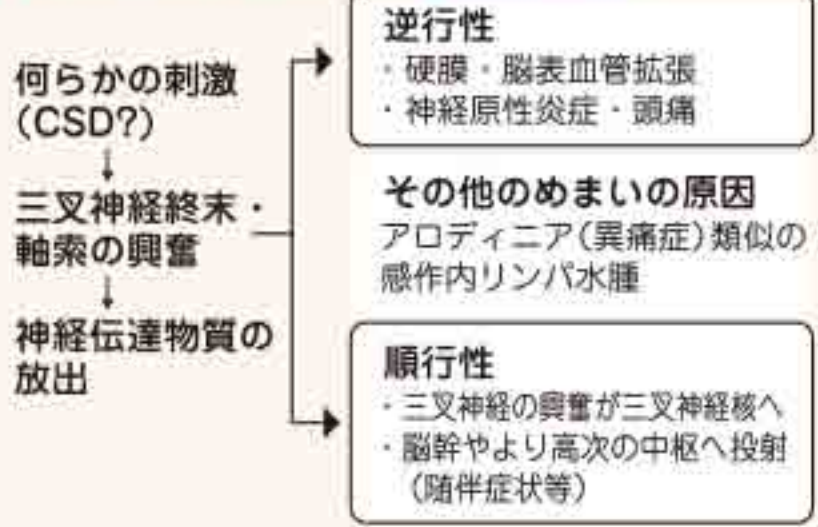 何らかの刺激
(CSD?)
三叉神経終末・
軸索の興奮
神経伝達物質の
放出
逆行性
・硬膜・脳表血管拡張
・神経原性炎症・頭痛
その他のめまいの原因
アロディニア(異痛症)類似の
感作内リンパ水腫
順行性
・三叉神経の興奮が三叉神経核へ
・脳幹やより高次の中枢へ投射
(随伴症状等)